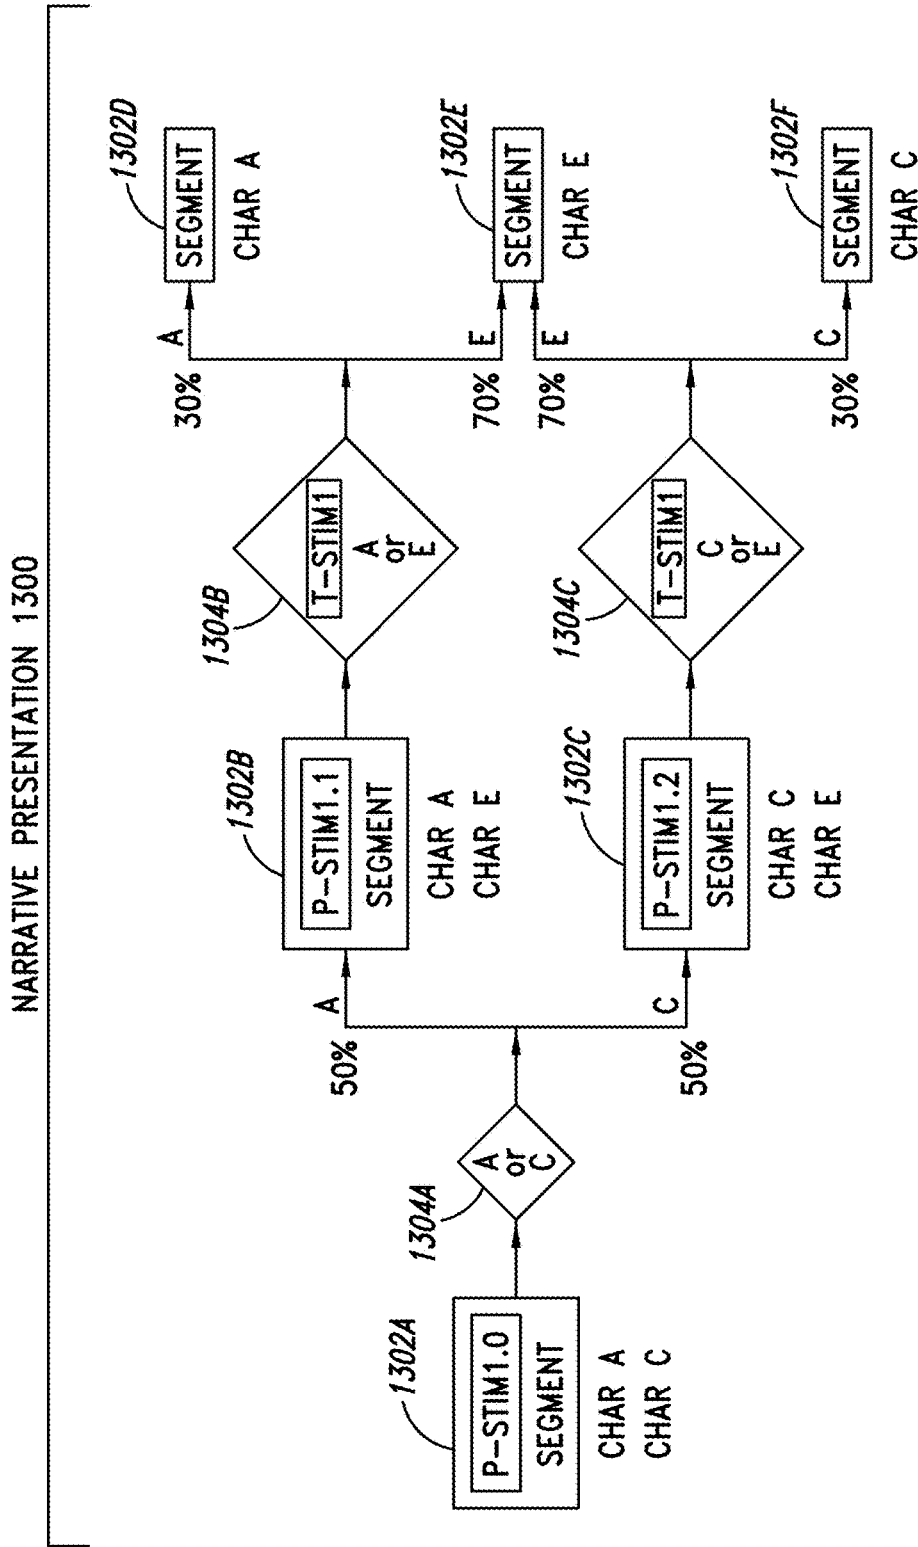 NARRATIVE PRESENTATION 1300
1302A
P-STIM1.0
SEGMENT
CHAR A
CHAR C
1304A
A
or
C
50%
A
50%
C
1302B
P-STIM1.1
SEGMENT
CHAR A
CHAR E
1302C
P-STIM1.2
SEGMENT
CHAR C
CHAR E
1304B
T-STIM1
A
or
E
1304C
T-STIM1
C
or
E
30%
A
70%
E
70%
E
30%
C
1302D
SEGMENT
CHAR A
1302E
SEGMENT
CHAR E
1302F
SEGMENT
CHAR C